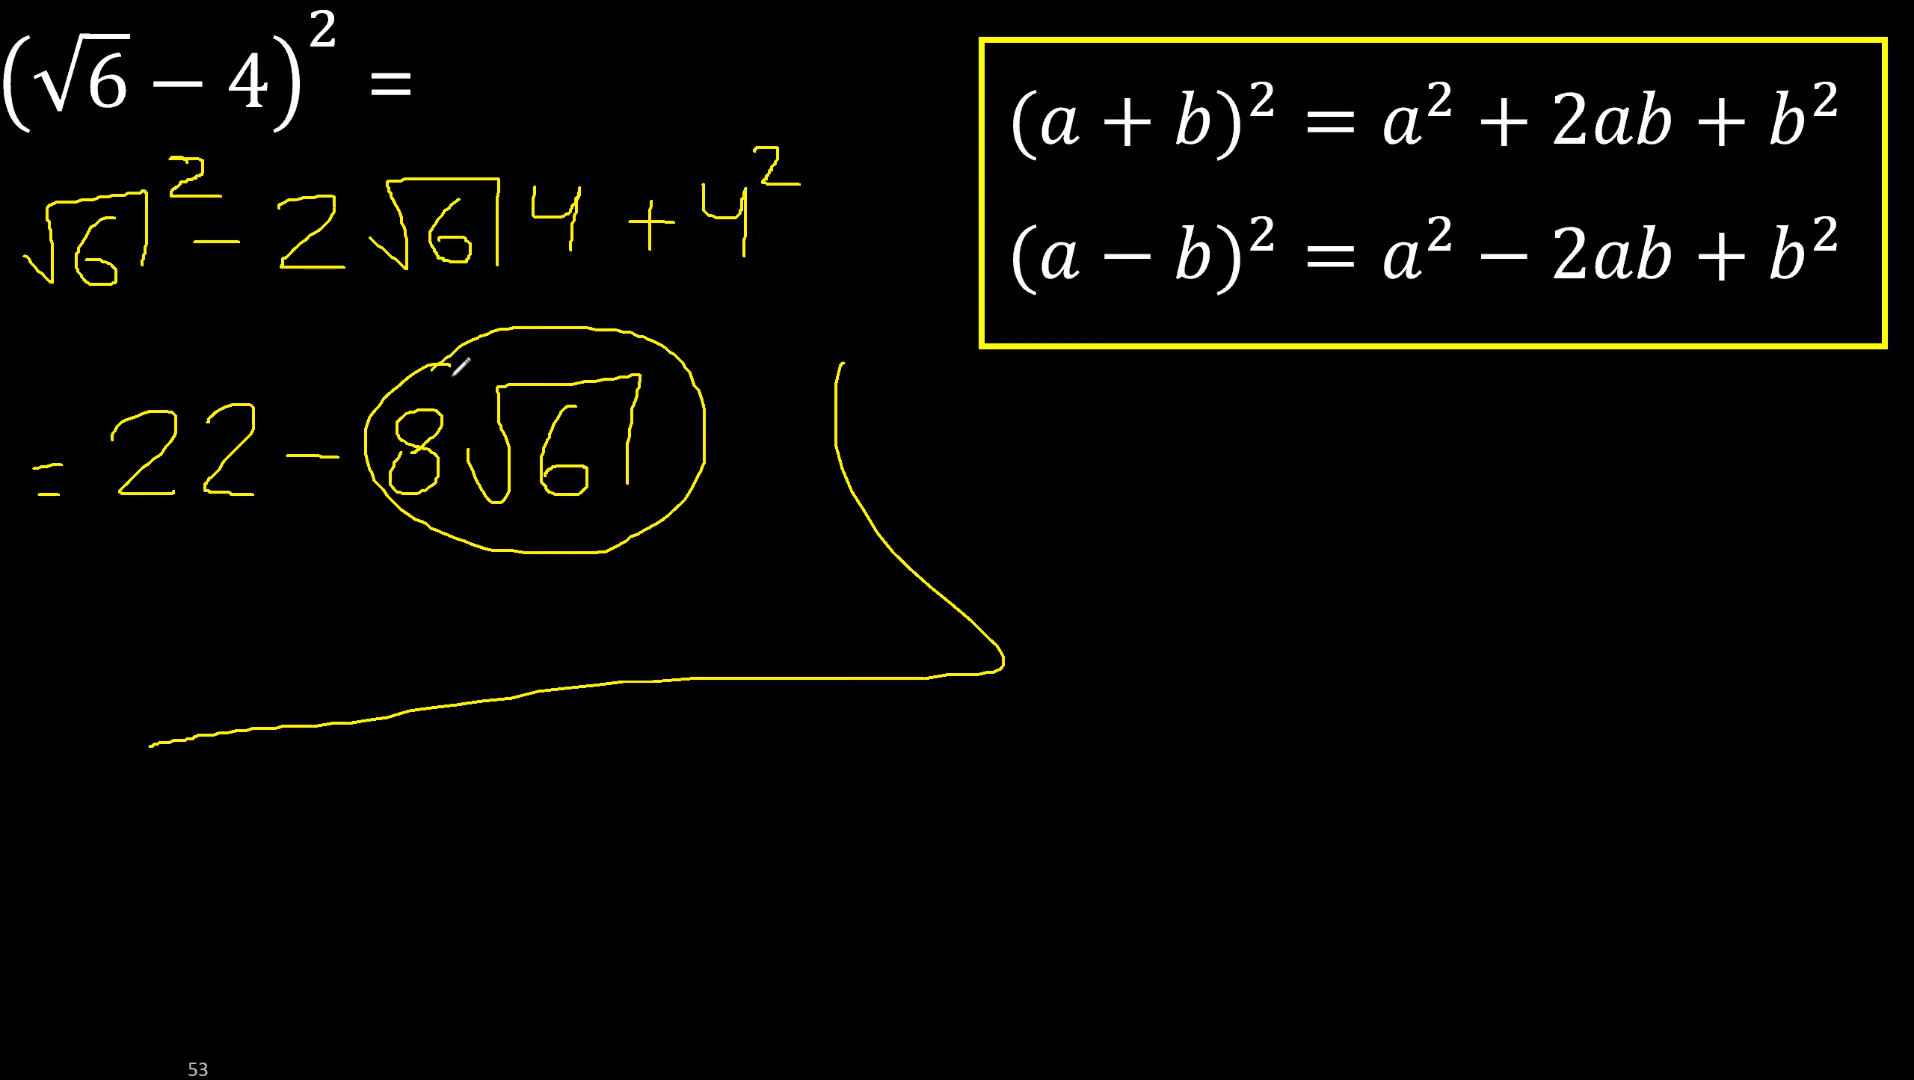 (√6 − 4)² =
√6² − 2√6 4 + 4²
= 22 − 8√6
(a + b)² = a² + 2ab + b²
(a − b)² = a² − 2ab + b²
53